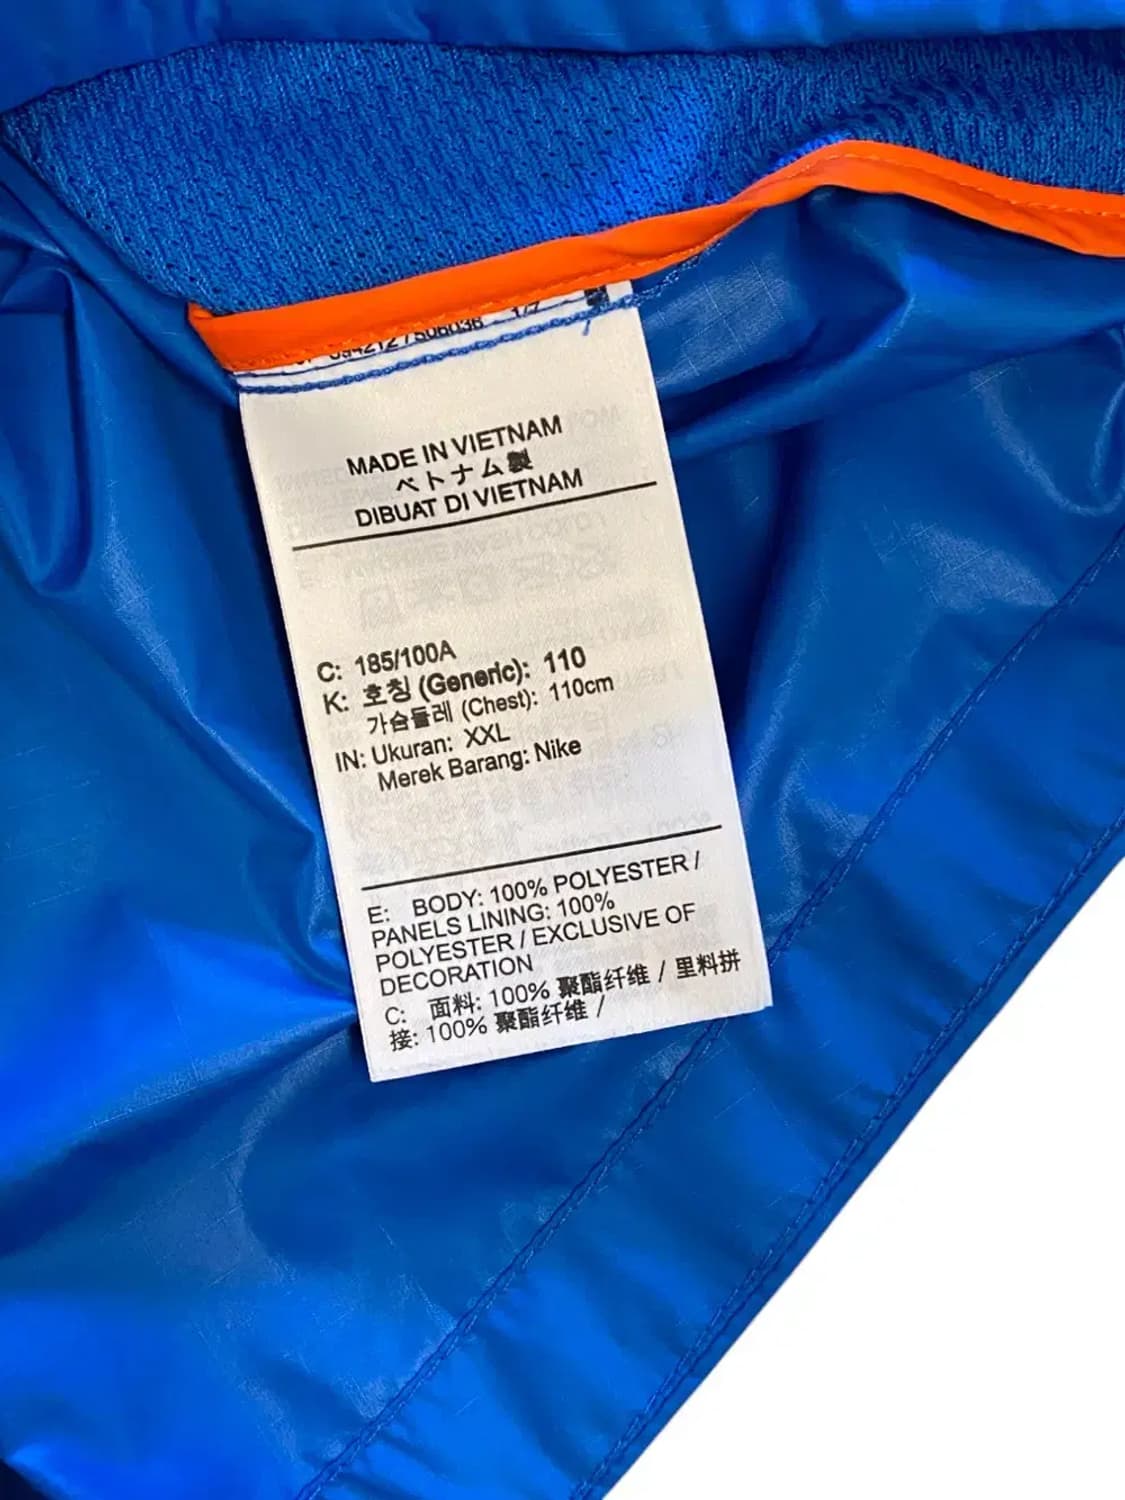 1/7
MADE IN VIETNAM
ベトナム製
DIBUAT DI VIETNAM
C: 185/100A
K: 호칭 (Generic): 110
가슴둘레 (Chest): 110cm
IN: Ukuran: XXL
Merek Barang: Nike
E: BODY: 100% POLYESTER /
PANELS LINING: 100%
POLYESTER / EXCLUSIVE OF
DECORATION
C: 面料: 100% 聚酯纤维 / 里料拼
接: 100% 聚酯纤维 /